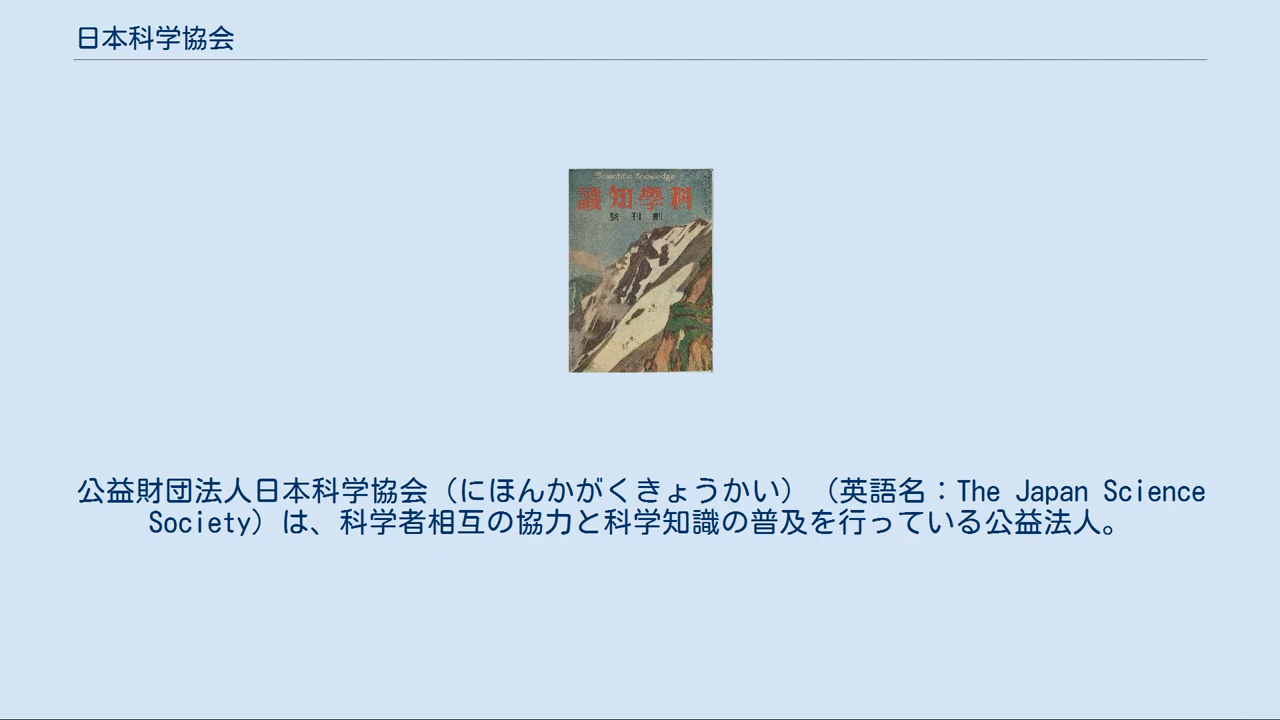 日本科学協会
Scientific Knowledge
識知學科
號刊創
公益財団法人日本科学協会（にほんかがくきょうかい）（英語名：The Japan Science
Society）は、科学者相互の協力と科学知識の普及を行っている公益法人。